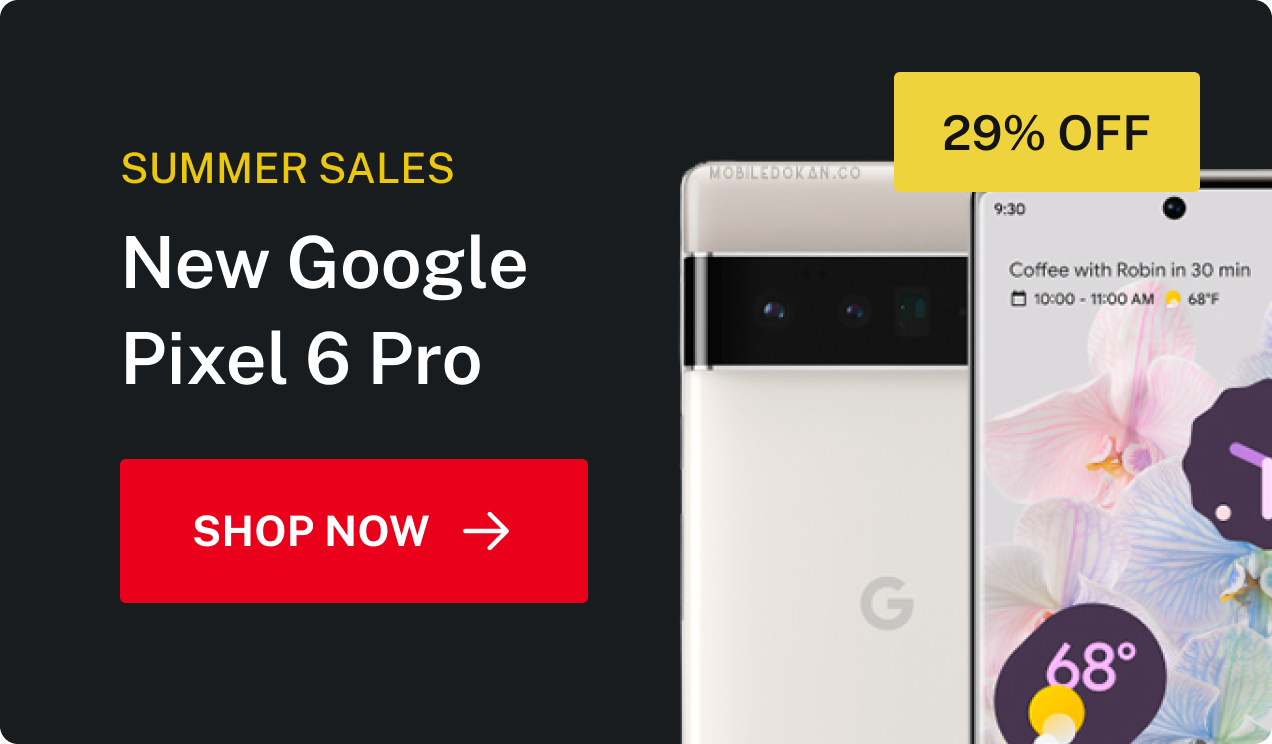 29% OFF
SUMMER SALES
New Google
Pixel 6 Pro
SHOP NOW
MOBILEDOKAN.CO
9:30
Coffee with Robin in 30 min
10:00 - 11:00 AM 68°F
G
68°